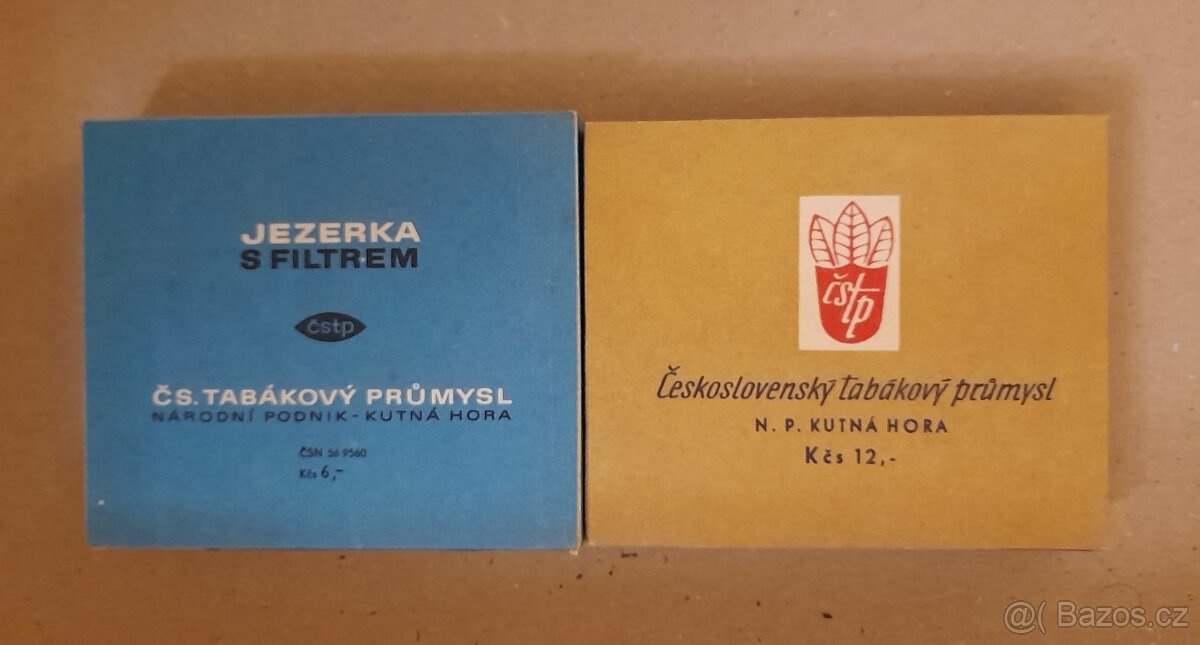 JEZERKA
S FILTREM
čstp
ČS. TABÁKOVÝ PRŮMYSL
NÁRODNÍ PODNIK - KUTNÁ HORA
ČSN 56 9560
Kčs 6,-
čstp
Československý tabákový průmysl
N. P. KUTNÁ HORA
Kčs 12,-
@( Bazos.cz